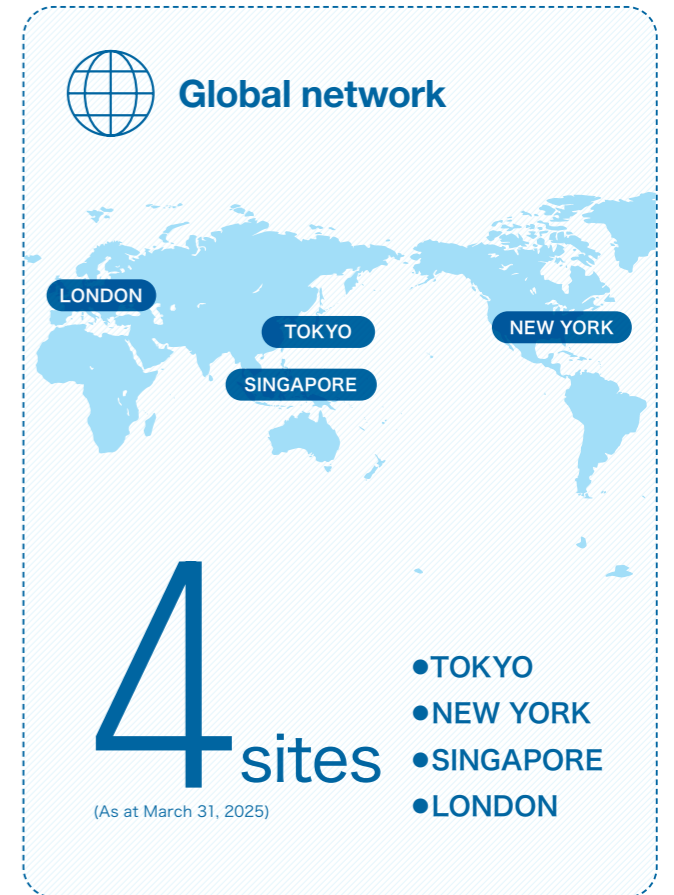 Global network
LONDON
TOKYO
NEW YORK
SINGAPORE
4 sites
(As at March 31, 2025)
●TOKYO
●NEW YORK
●SINGAPORE
●LONDON